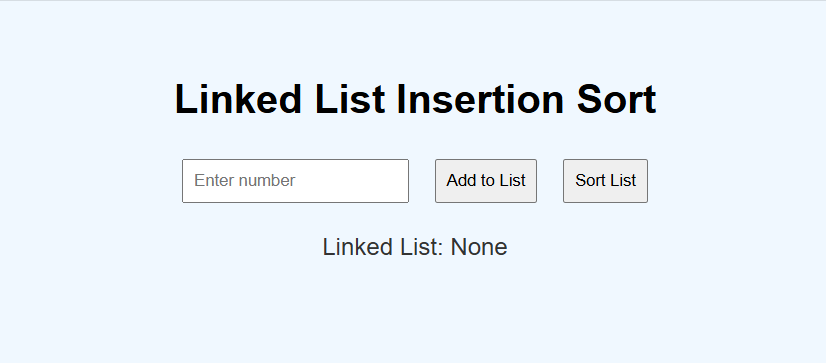 Linked List Insertion Sort
Enter number Add to List Sort List
Linked List: None